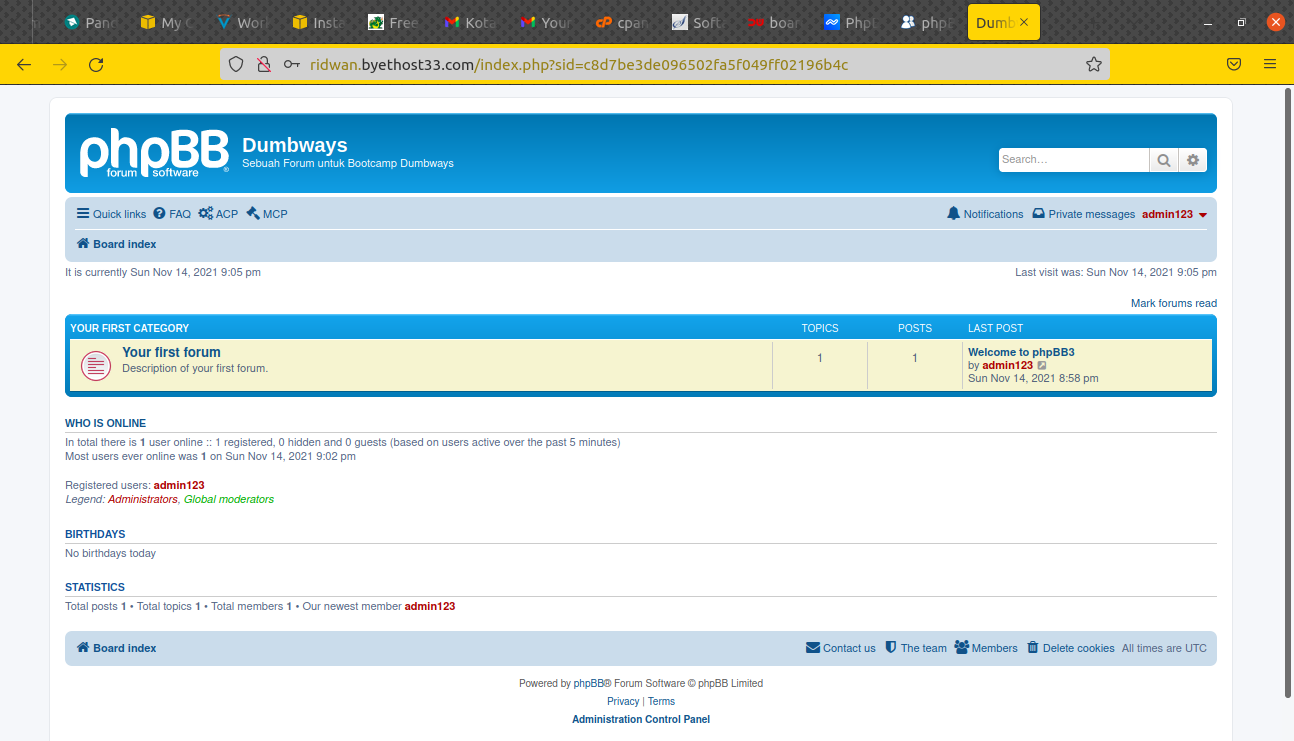 Pand My C Work Insta Free Kota Your cpan Soft boar Phpb phpB Dumb
ridwan.byethost33.com/index.php?sid=c8d7be3de096502fa5f049ff02196b4c
phpBB
forum software
Dumbways
Sebuah Forum untuk Bootcamp Dumbways
Search…
Quick links FAQ ACP MCP Notifications Private messages admin123
Board index
It is currently Sun Nov 14, 2021 9:05 pm Last visit was: Sun Nov 14, 2021 9:05 pm
Mark forums read
YOUR FIRST CATEGORY TOPICS POSTS LAST POST
Your first forum
Description of your first forum.
1 1
Welcome to phpBB3
by admin123
Sun Nov 14, 2021 8:58 pm
WHO IS ONLINE
In total there is 1 user online :: 1 registered, 0 hidden and 0 guests (based on users active over the past 5 minutes)
Most users ever online was 1 on Sun Nov 14, 2021 9:02 pm
Registered users: admin123
Legend: Administrators, Global moderators
BIRTHDAYS
No birthdays today
STATISTICS
Total posts 1 • Total topics 1 • Total members 1 • Our newest member admin123
Board index Contact us The team Members Delete cookies All times are UTC
Powered by phpBB® Forum Software © phpBB Limited
Privacy | Terms
Administration Control Panel